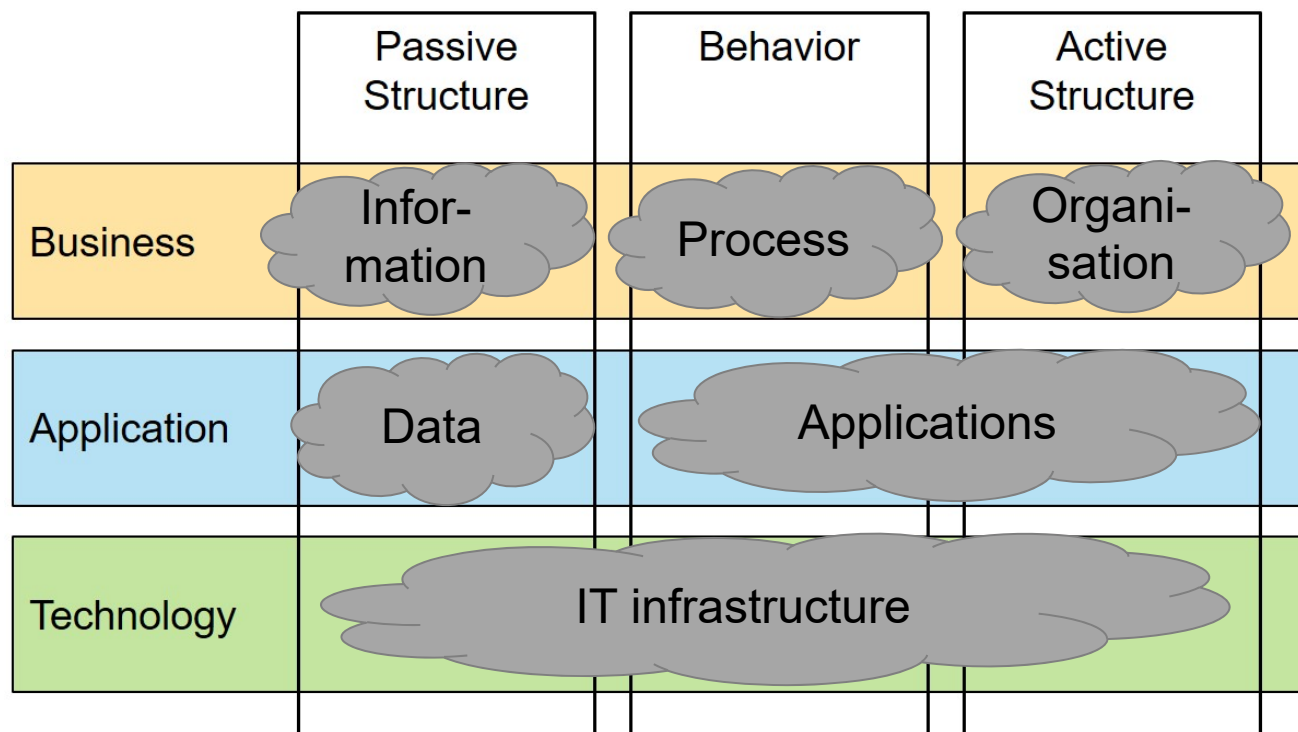 Passive
Structure
Behavior
Active
Structure
Business
Infor-
mation
Process
Organi-
sation
Application
Data
Applications
Technology
IT infrastructure